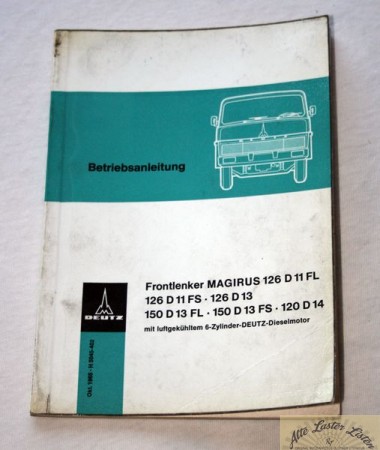 Betriebsanleitung
Frontlenker MAGIRUS 126 D 11 FL
126 D 11 FS · 126 D 13
150 D 13 FL · 150 D 13 FS · 120 D 14
mit luftgekühltem 6-Zylinder-DEUTZ-Dieselmotor
DEUTZ
Alte Laster Listen